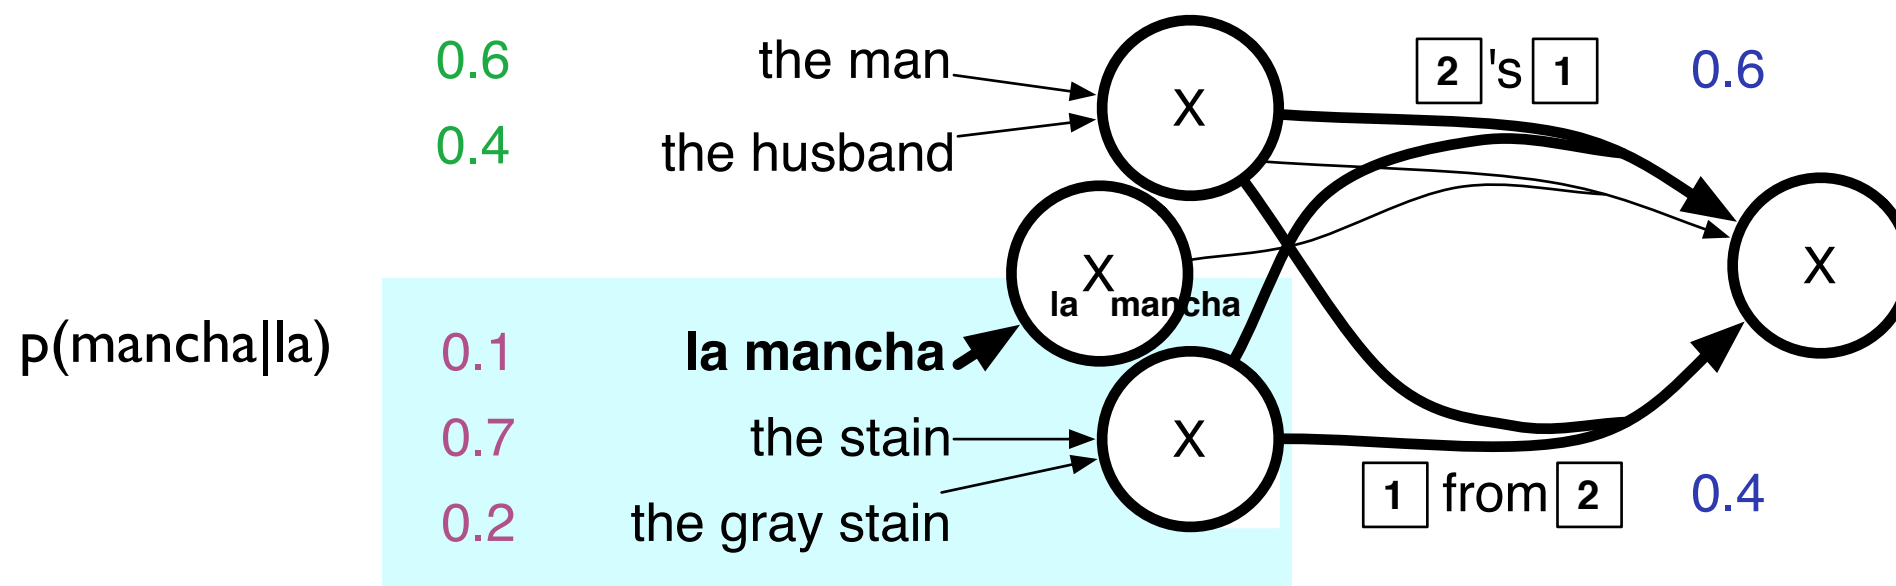 0.6 the man X 2 's 1 0.6
0.4 the husband
X
la mancha
X
p(mancha|la) 0.1 la mancha
0.7 the stain X
0.2 the gray stain 1 from 2 0.4